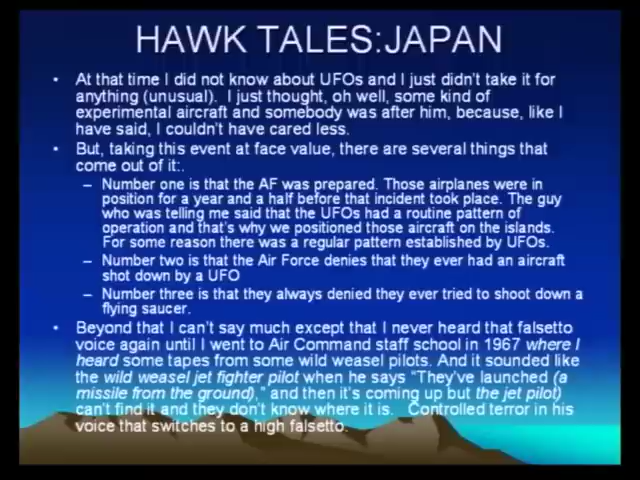 HAWK TALES:JAPAN
• At that time I did not know about UFOs and I just didn't take it for
anything (unusual). I just thought, oh well, some kind of
experimental aircraft and somebody was after him, because, like I
have said, I couldn't have cared less.
• But, taking this event at face value, there are several things that
come out of it:.
– Number one is that the AF was prepared. Those airplanes were in
position for a year and a half before that incident took place. The guy
who was telling me said that the UFOs had a routine pattern of
operation and that's why we positioned those aircraft on the islands.
For some reason there was a regular pattern established by UFOs.
– Number two is that the Air Force denies that they ever had an aircraft
shot down by a UFO
– Number three is that they always denied they ever tried to shoot down a
flying saucer.
• Beyond that I can't say much except that I never heard that falsetto
voice again until I went to Air Command staff school in 1967 where I
heard some tapes from some wild weasel pilots. And it sounded like
the wild weasel jet fighter pilot when he says "They've launched (a
missile from the ground)," and then it's coming up but the jet pilot)
can't find it and they don't know where it is. Controlled terror in his
voice that switches to a high falsetto.